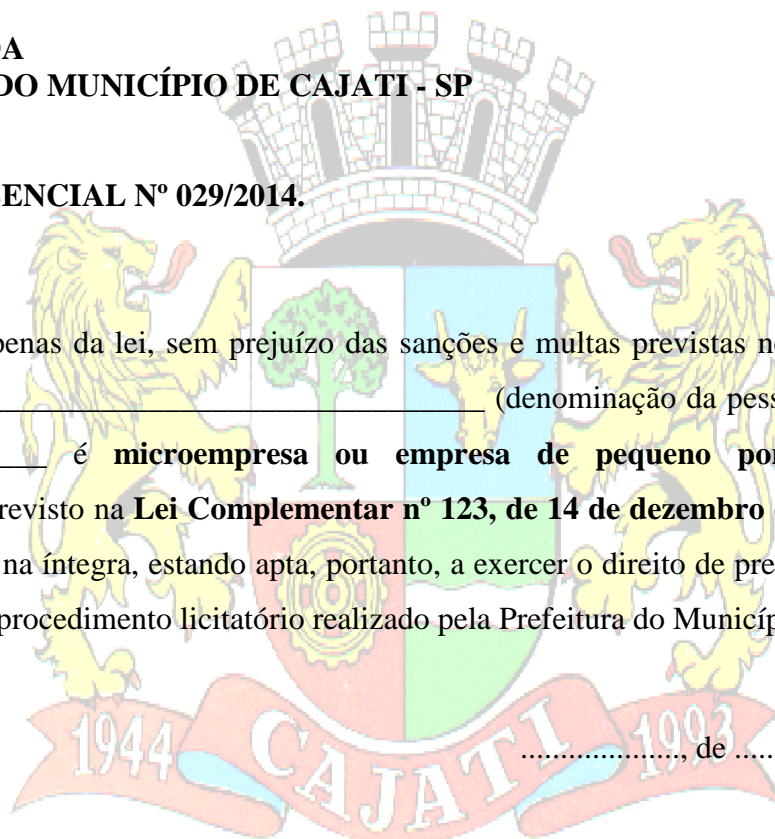 DA
DO MUNICÍPIO DE CAJATI - SP
ENCIAL Nº 029/2014.
penas da lei, sem prejuízo das sanções e multas previstas n
_______________________________ (denominação da pess
___ é microempresa ou empresa de pequeno por
revisto na Lei Complementar nº 123, de 14 de dezembro
na íntegra, estando apta, portanto, a exercer o direito de pre
procedimento licitatório realizado pela Prefeitura do Municíp
...................., de .....
1944 CAJATI 1993